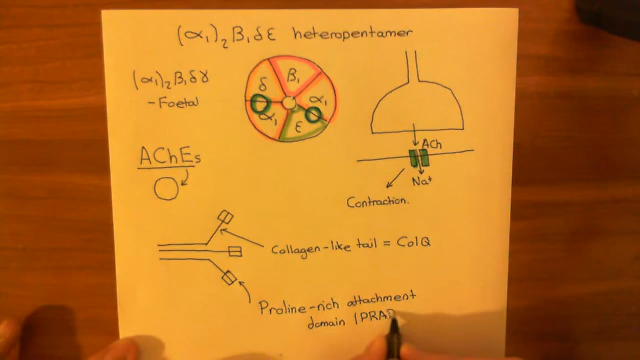 (α₁)₂ β₁ δ ε heteropentamer
(α₁)₂ β₁ δ γ
- Foetal
β₁
δ
α₁
α₁
ε
ACh
Na⁺
Contraction.
AChEs
Collagen-like tail = ColQ
Proline-rich attachment
domain (PRAD